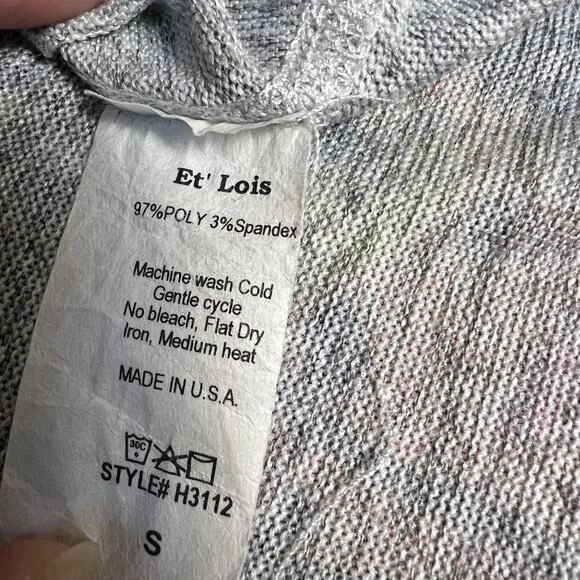 Et' Lois
97%POLY 3%Spandex
Machine wash Cold
Gentle cycle
No bleach, Flat Dry
Iron, Medium heat
MADE IN U.S.A.
30C
STYLE# H3112
S